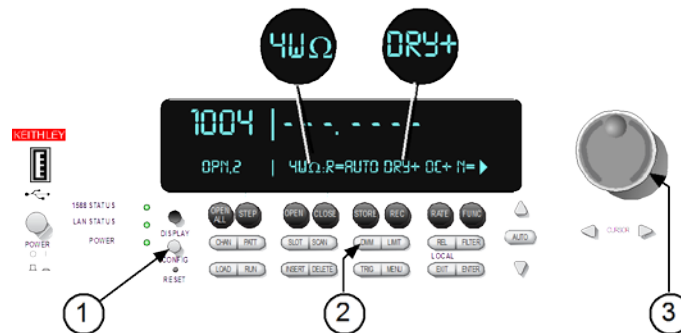 4WΩ DRY+
1004 ---.----
OPN,2 4WΩ:R=AUTO DRY+ OC+ N=
KEITHLEY
1588 STATUS
LAN STATUS
POWER
DISPLAY
CONFIG
RESET
POWER
OPEN ALL STEP OPEN CLOSE STORE REC RATE FUNC
CHAN PATT SLOT SCAN DMM LIMIT REL FILTER AUTO
LOCAL
LOAD RUN INSERT DELETE TRIG MENU EXIT ENTER
CURSOR
1 2 3